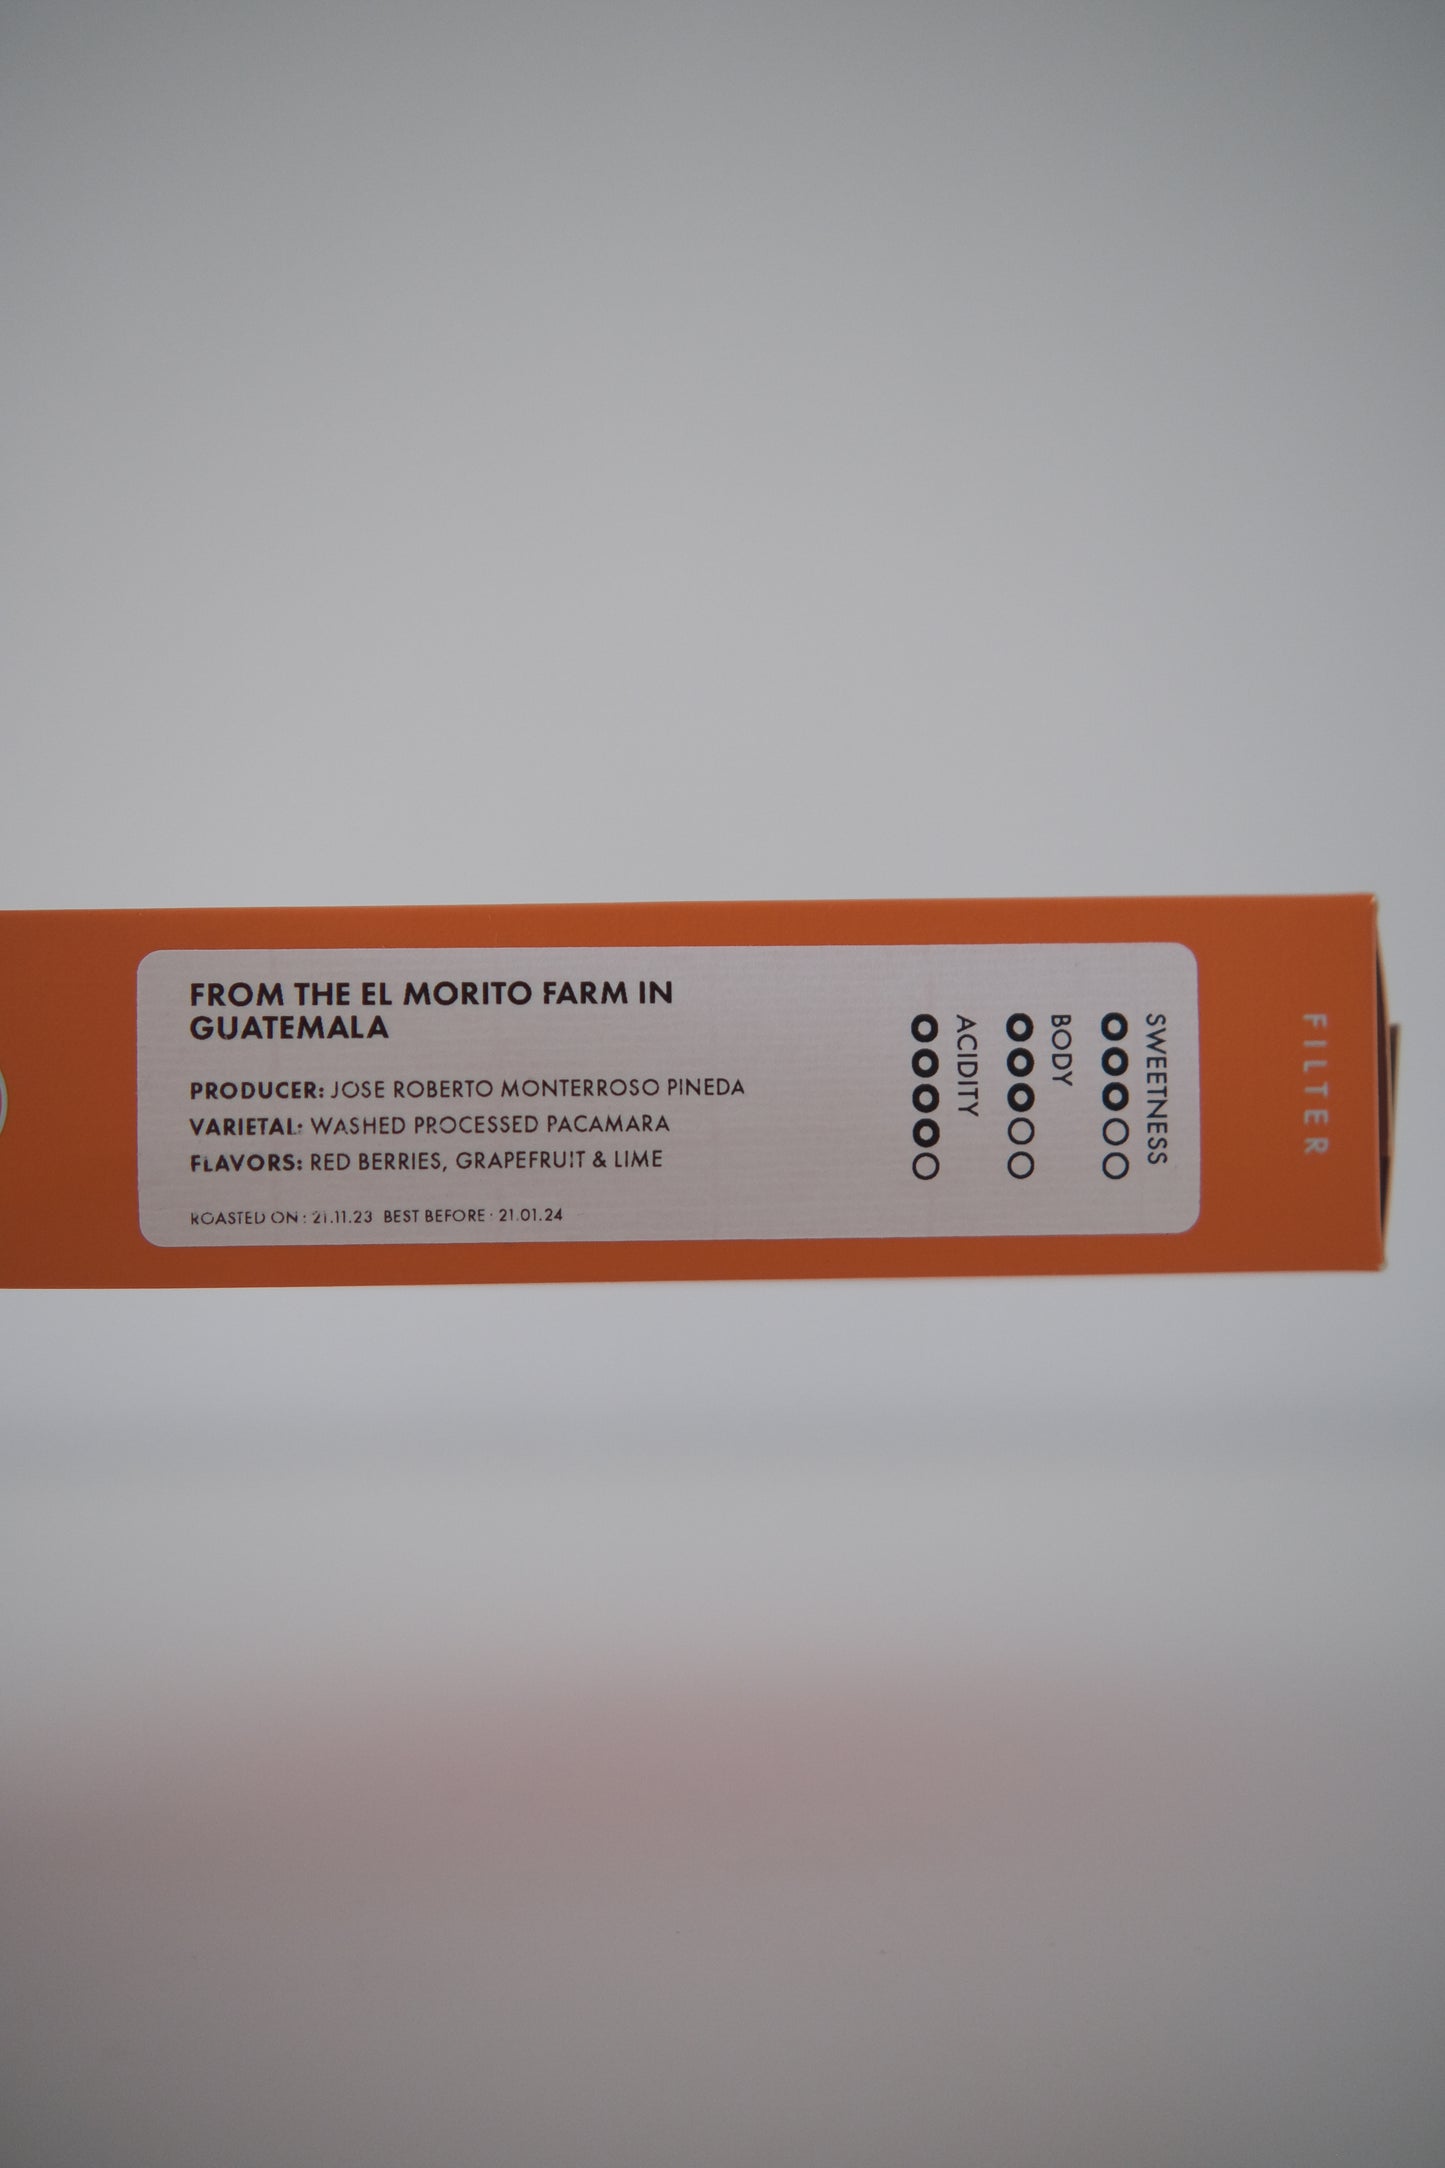 FROM THE EL MORITO FARM IN
GUATEMALA
PRODUCER: JOSE ROBERTO MONTERROSO PINEDA
VARIETAL: WASHED PROCESSED PACAMARA
FLAVORS: RED BERRIES, GRAPEFRUIT & LIME
ROASTED ON : 21.11.23 BEST BEFORE : 21.01.24
ACIDITY
BODY
SWEETNESS
FILTER